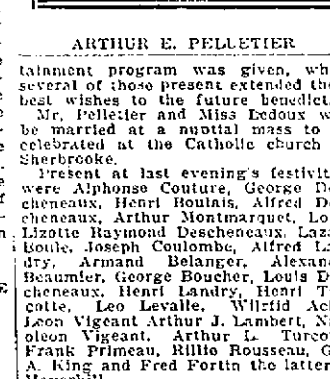 ARTHUR E. PELLETIER
tainment program was given, wh
several of those present extended the
best wishes to the future benedict.
Mr. Pelletier and Miss Ledoux w
be married at a nuptial mass to
celebrated at the Catholic church
Sherbrooke.
Present at last evening's festivit
were Alphonse Couture, George De
cheneaux, Henri Boulais, Alfred De
cheneaux, Arthur Montmarquet, Lo
Lizotte Raymond Descheneaux, Laza
Boule, Joseph Coulombe, Alfred La
dry, Armand Belanger, Alexan
Beaumier, George Boucher, Louis D
cheneaux, Henri Landry, Henri T
cotte, Leo Levalle, Wilfrid Ac
Leon Vigeant Arthur J. Lambert, N
oleon Vigeant, Arthur L. Turco
Frank Primeau, Rillio Rousseau, G
A. King and Fred Fortin the latter